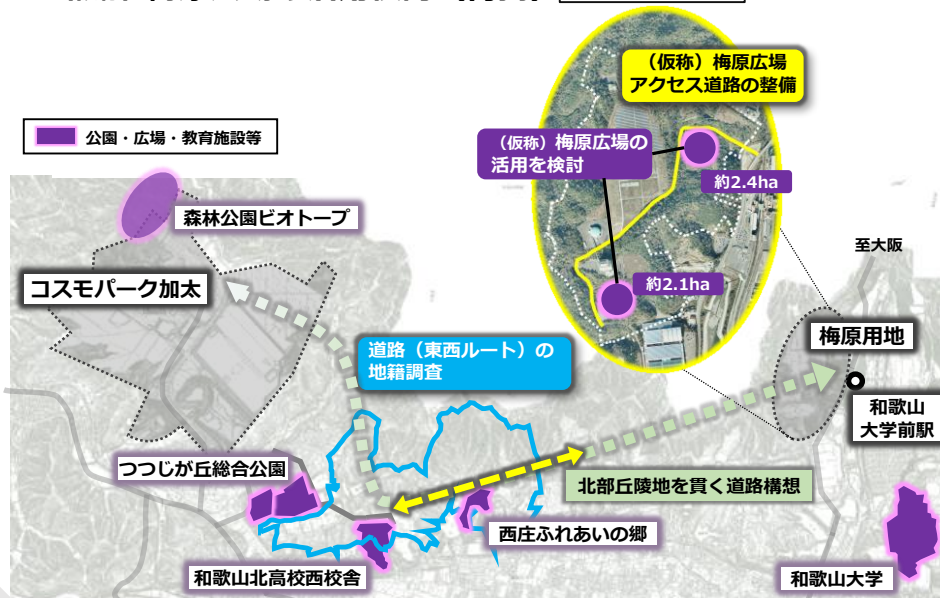 （仮称）梅原広場
アクセス道路の整備
公園・広場・教育施設等
（仮称）梅原広場の
活用を検討
約2.4ha
森林公園ビオトープ
至大阪
コスモパーク加太
約2.1ha
梅原用地
道路（東西ルート）の
地籍調査
和歌山
大学前駅
つつじが丘総合公園
北部丘陵地を貫く道路構想
西庄ふれあいの郷
和歌山北高校西校舎
和歌山大学